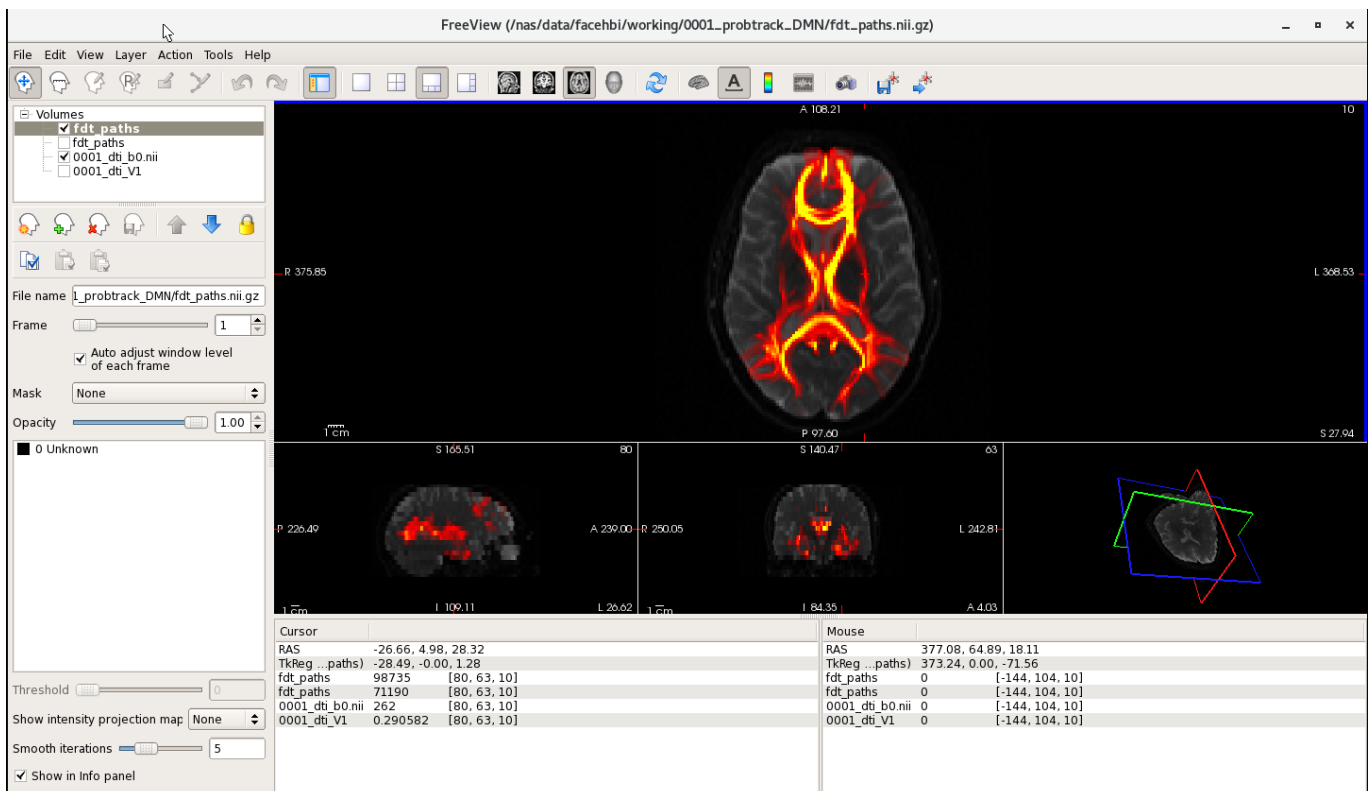 FreeView (/nas/data/facehbi/working/0001_probtrack_DMN/fdt_paths.nii.gz)
File Edit View Layer Action Tools Help
Volumes
fdt_paths
fdt_paths
0001_dti_b0.nii
0001_dti_V1
File name 1_probtrack_DMN/fdt_paths.nii.gz
Frame 1
Auto adjust window level
of each frame
Mask None
Opacity 1.00
0 Unknown
Threshold 0
Show intensity projection map None
Smooth iterations 5
Show in Info panel
A 108.21 10
R 375.85 L 368.53
1 cm P 97.60 S 27.94
S 165.51 80
P 226.49 A 239.00
1 cm I 109.11 L 26.62
S 140.47 63
R 250.05 L 242.81
1 cm I 84.35 A 4.03
Cursor
RAS -26.66, 4.98, 28.32
TkReg ...paths) -28.49, -0.00, 1.28
fdt_paths 98735 [80, 63, 10]
fdt_paths 71190 [80, 63, 10]
0001_dti_b0.nii 262 [80, 63, 10]
0001_dti_V1 0.290582 [80, 63, 10]
Mouse
RAS 377.08, 64.89, 18.11
TkReg ...paths) 373.24, 0.00, -71.56
fdt_paths 0 [-144, 104, 10]
fdt_paths 0 [-144, 104, 10]
0001_dti_b0.nii 0 [-144, 104, 10]
0001_dti_V1 0 [-144, 104, 10]